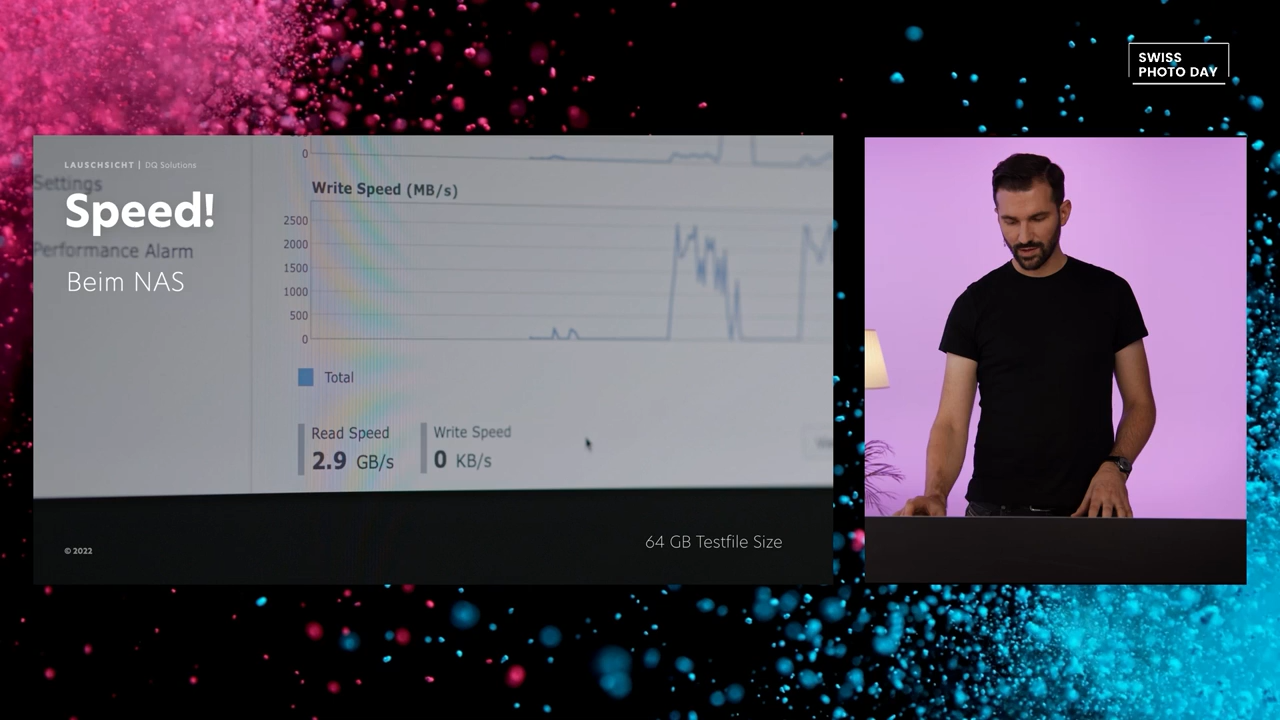 SWISS
PHOTO DAY
LAUSCHSICHT | DQ Solutions
Settings
Speed!
Performance Alarm
Beim NAS
0
Write Speed (MB/s)
2500
2000
1500
1000
500
0
Total
Read Speed
2.9 GB/s
Write Speed
0 KB/s
© 2022
64 GB Testfile Size